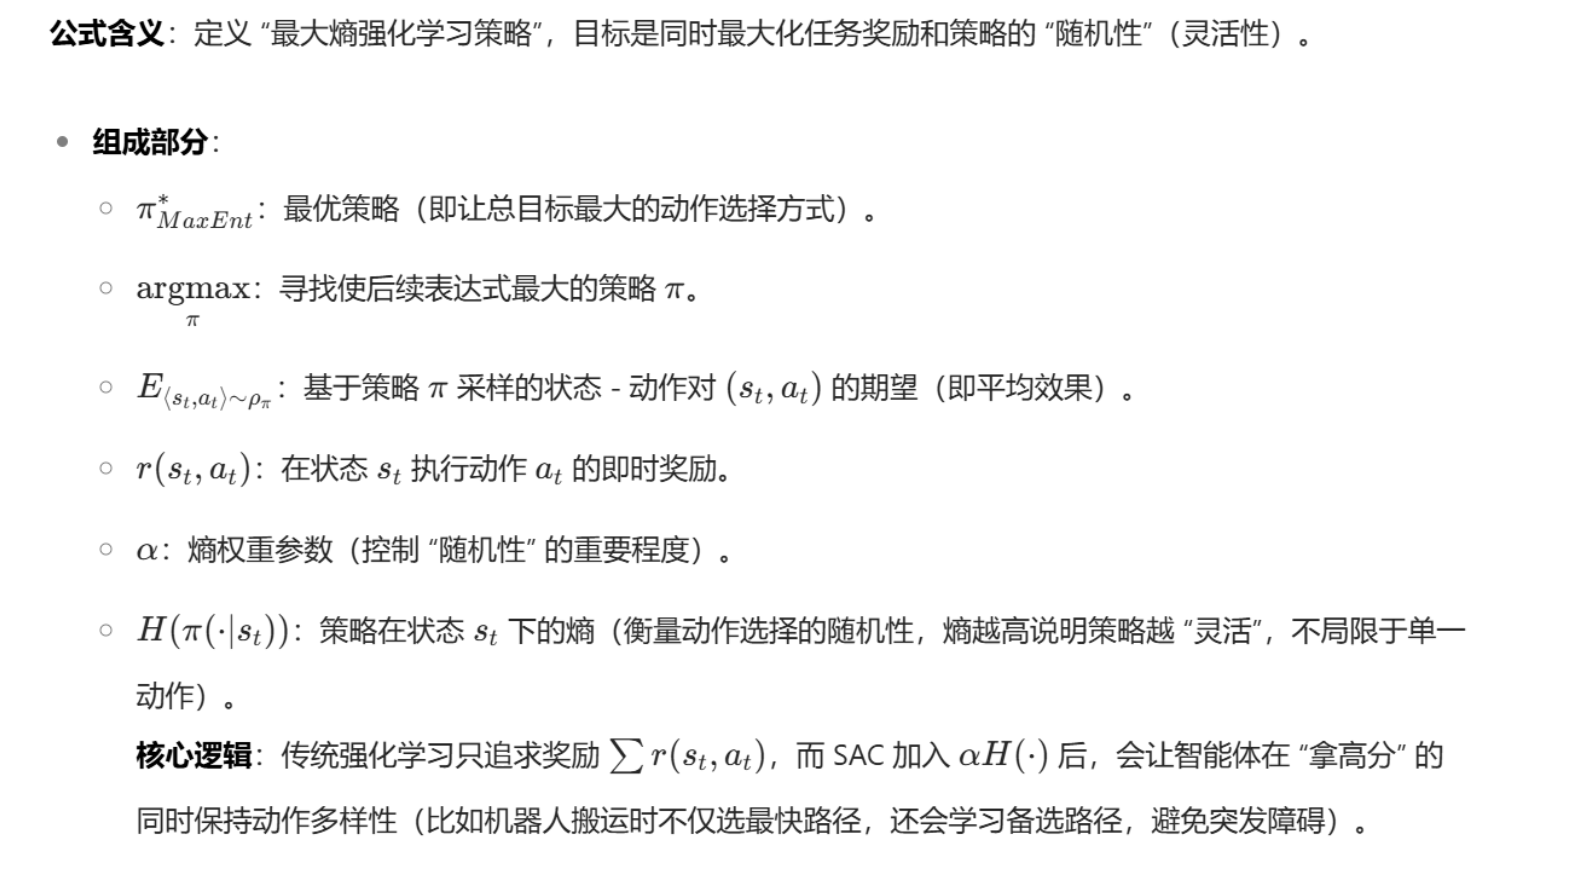 公式含义：定义 “最大熵强化学习策略”，目标是同时最大化任务奖励和策略的 “随机性”（灵活性）。
• 组成部分：
○ $\pi^*_{MaxEnt}$：最优策略（即让总目标最大的动作选择方式）。
○ $\underset{\pi}{\mathrm{argmax}}$：寻找使后续表达式最大的策略 $\pi$。
○ $E_{\langle s_t,a_t\rangle\sim\rho_\pi}$：基于策略 $\pi$ 采样的状态 - 动作对 $(s_t, a_t)$ 的期望（即平均效果）。
○ $r(s_t, a_t)$：在状态 $s_t$ 执行动作 $a_t$ 的即时奖励。
○ $\alpha$：熵权重参数（控制 “随机性” 的重要程度）。
○ $H(\pi(\cdot|s_t))$：策略在状态 $s_t$ 下的熵（衡量动作选择的随机性，熵越高说明策略越 “灵活”，不局限于单一
动作）。
核心逻辑：传统强化学习只追求奖励 $\sum r(s_t, a_t)$，而 SAC 加入 $\alpha H(\cdot)$ 后，会让智能体在 “拿高分” 的
同时保持动作多样性（比如机器人搬运时不仅选最快路径，还会学习备选路径，避免突发障碍）。